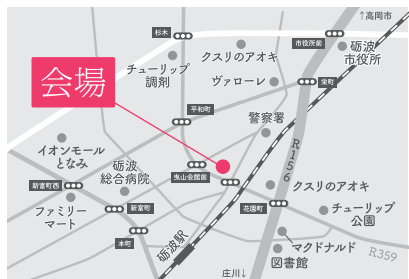 ↑高岡市
杉木
市役所前
クスリのアオキ
砺波
市役所
チューリップ
調剤
ヴァローレ
栄町
会場
平和町
警察署
R156
イオンモール
となみ
砺波
総合病院
曳山会館前
新富町西
クスリのアオキ
ファミリー
マート
新富町
花園町
チューリップ
公園
本町
砺波駅
マクドナルド
図書館
R359
庄川↓